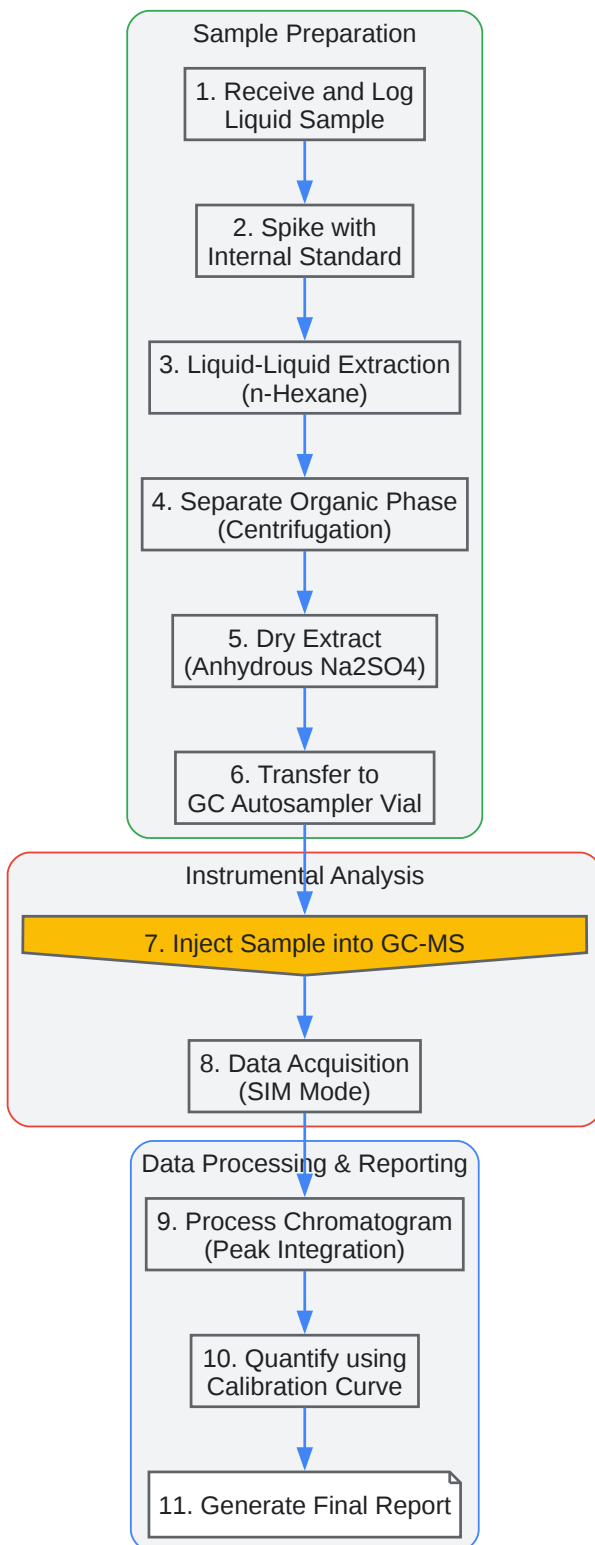 Sample Preparation
1. Receive and Log
Liquid Sample
2. Spike with
Internal Standard
3. Liquid-Liquid Extraction
(n-Hexane)
4. Separate Organic Phase
(Centrifugation)
5. Dry Extract
(Anhydrous Na2SO4)
6. Transfer to
GC Autosampler Vial
Instrumental Analysis
7. Inject Sample into GC-MS
8. Data Acquisition
(SIM Mode)
Data Processing & Reporting
9. Process Chromatogram
(Peak Integration)
10. Quantify using
Calibration Curve
11. Generate Final Report